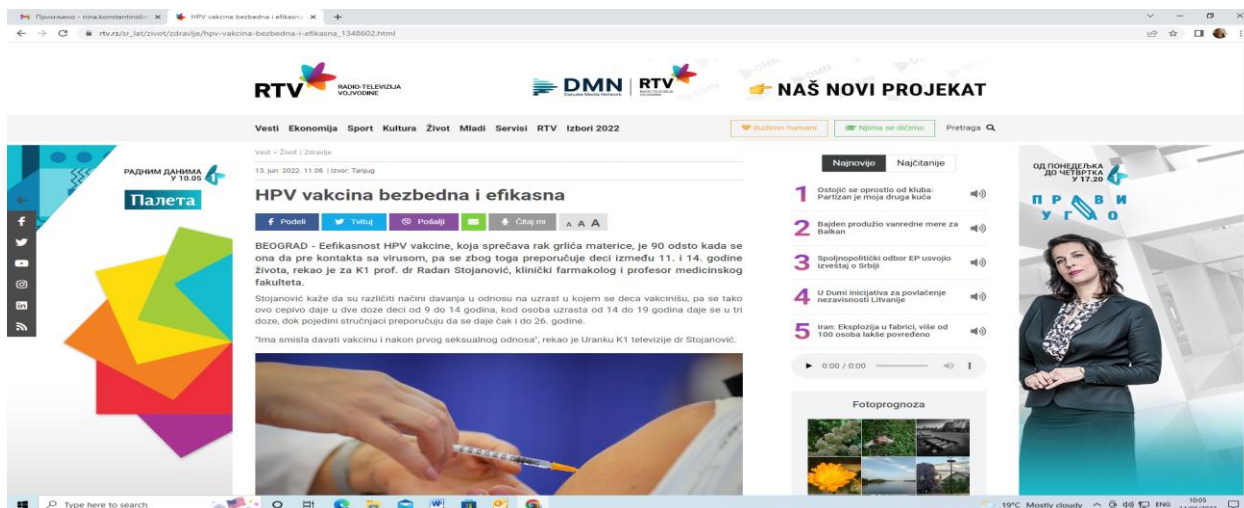 Примљено - nina.konstantinido
HPV vakcina bezbedna i efikasna
rtv.rs/sr_lat/zivot/zdravlje/hpv-vakcina-bezbedna-i-efikasna_1348602.html
RTV RADIO-TELEVIZIJA
VOJVODINE
DMN RTV
Danube Media Network
NAŠ NOVI PROJEKAT
Vesti Ekonomija Sport Kultura Život Mladi Servisi RTV Izbori 2022
Budimo humani
Njima se dičimo
Pretraga
РАДНИМ ДАНИМА
У 10.05
Палета
Vesti > Život | Zdravlje
13. jun 2022. 11:08 | Izvor: Tanjug
HPV vakcina bezbedna i efikasna
Podeli Tvituj Pošalji Čitaj mi A A A
BEOGRAD - Eefikasnost HPV vakcine, koja sprečava rak grlića materice, je 90 odsto kada se
ona da pre kontakta sa virusom, pa se zbog toga preporučuje deci između 11. i 14. godine
života, rekao je za K1 prof. dr Radan Stojanović, klinički farmakolog i profesor medicinskog
fakulteta.
Stojanović kaže da su različiti načini davanja u odnosu na uzrast u kojem se deca vakcinišu, pa se tako
ovo cepivo daje u dve doze deci od 9 do 14 godina, kod osoba uzrasta od 14 do 19 godina daje se u tri
doze, dok pojedini stručnjaci preporučuju da se daje čak i do 26. godine.
"Ima smisla davati vakcinu i nakon prvog seksualnog odnosa", rekao je Uranku K1 televizije dr Stojanović.
Najnovije Najčitanije
1 Ostojić se oprostio od kluba:
Partizan je moja druga kuća
2 Bajden produžio vanredne mere za
Balkan
3 Spoljnopolitički odbor EP usvojio
izveštaj o Srbiji
4 U Dumi inicijativa za povlačenje
nezavisnosti Litvanije
5 Iran: Eksplozija u fabrici, više od
100 osoba lakše povređeno
0:00 / 0:00
Fotoprognoza
ОД ПОНЕДЕЉКА
ДО ЧЕТВРТКА
У 17.20
ПРАВИ
УГАО
Type here to search
19°C Mostly cloudy ENG 10:05
14/06/2022